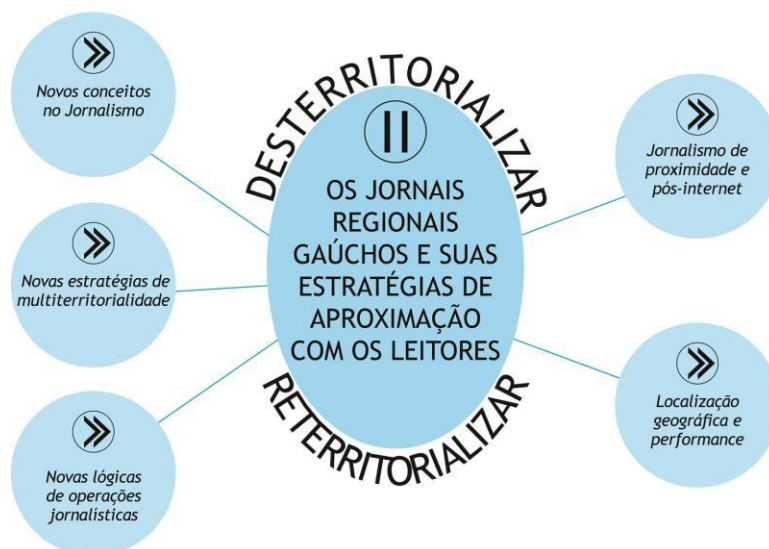 Novos conceitos
no Jornalismo
Novas estratégias de
multiterritorialidade
Novas lógicas
de operações
jornalísticas
DESTERRITORIALIZAR
II
OS JORNAIS
REGIONAIS
GAÚCHOS E SUAS
ESTRATÉGIAS DE
APROXIMAÇÃO
COM OS LEITORES
RETERRITORIALIZAR
Jornalismo de
proximidade e
pós-internet
Localização
geográfica e
performance